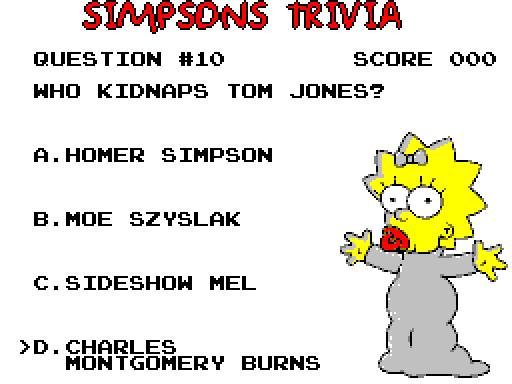 SIMPSONS TRIVIA
QUESTION #10 SCORE 000
WHO KIDNAPS TOM JONES?
A.HOMER SIMPSON
B.MOE SZYSLAK
C.SIDESHOW MEL
>D.CHARLES
MONTGOMERY BURNS